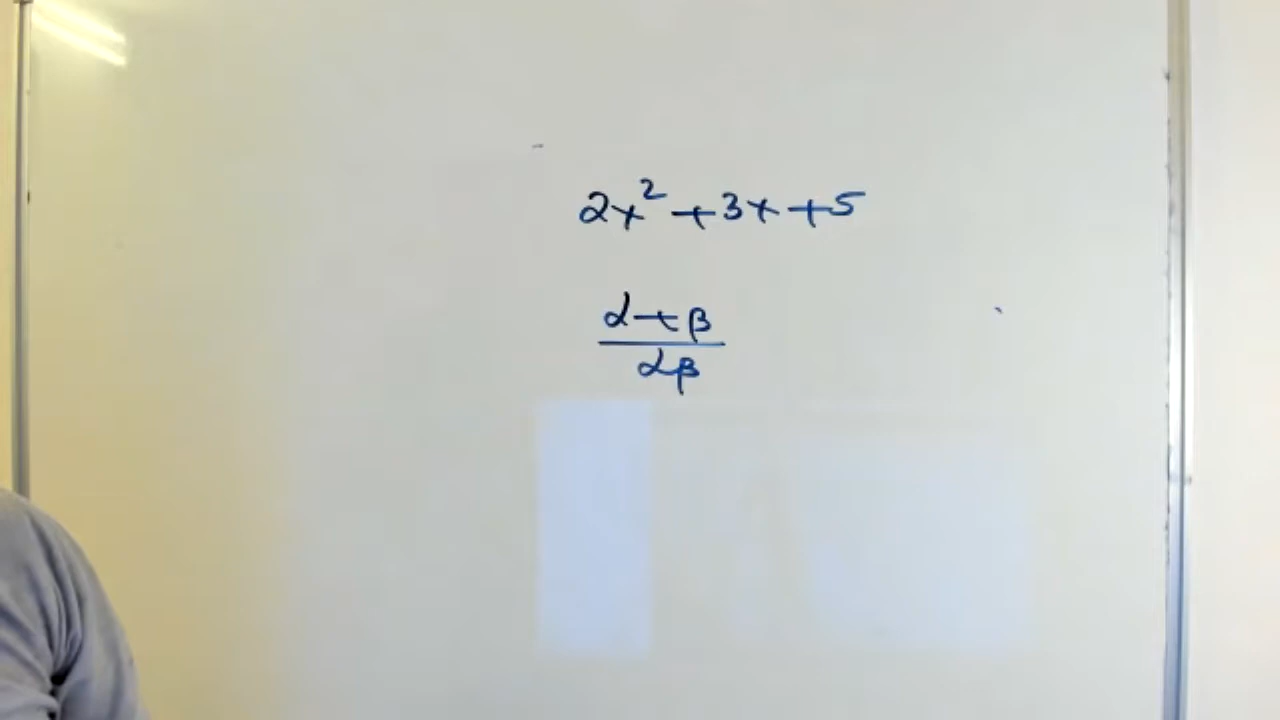 2x² + 3x + 5
α + β
αβ